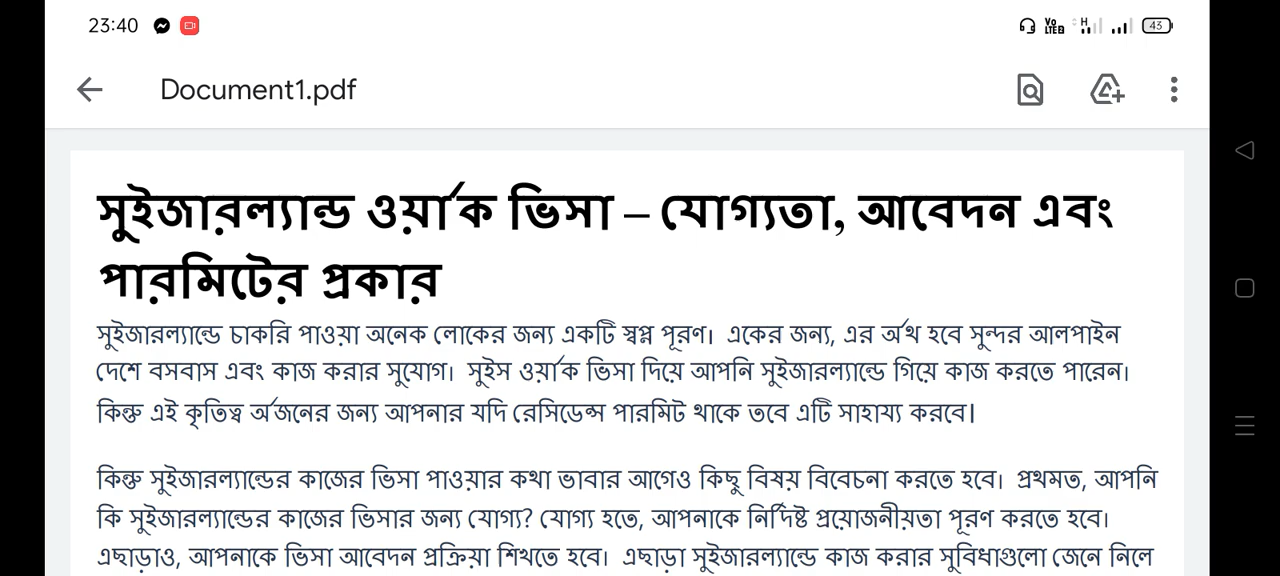 23:40
43
Document1.pdf
সুইজারল্যান্ড ওর্য়াক ভিসা – যোগ্যতা, আবেদন এবং
পারমিটের প্রকার
সুইজারল্যান্ডে চাকরি পাওয়া অনেক লোকের জন্য একটি স্বপ্ন পূরণ। একের জন্য, এর অর্থ হবে সুন্দর আলপাইন
দেশে বসবাস এবং কাজ করার সুযোগ। সুইস ওর্য়াক ভিসা দিয়ে আপনি সুইজারল্যান্ডে গিয়ে কাজ করতে পারেন।
কিন্তু এই কৃতিত্ব অর্জনের জন্য আপনার যদি রেসিডেন্স পারমিট থাকে তবে এটি সাহায্য করবে।
কিন্তু সুইজারল্যান্ডের কাজের ভিসা পাওয়ার কথা ভাবার আগেও কিছু বিষয় বিবেচনা করতে হবে। প্রথমত, আপনি
কি সুইজারল্যান্ডের কাজের ভিসার জন্য যোগ্য? যোগ্য হতে, আপনাকে নির্দিষ্ট প্রয়োজনীয়তা পূরণ করতে হবে।
এছাড়াও, আপনাকে ভিসা আবেদন প্রক্রিয়া শিখতে হবে। এছাড়া সুইজারল্যান্ডে কাজ করার সুবিধাগুলো জেনে নিলে